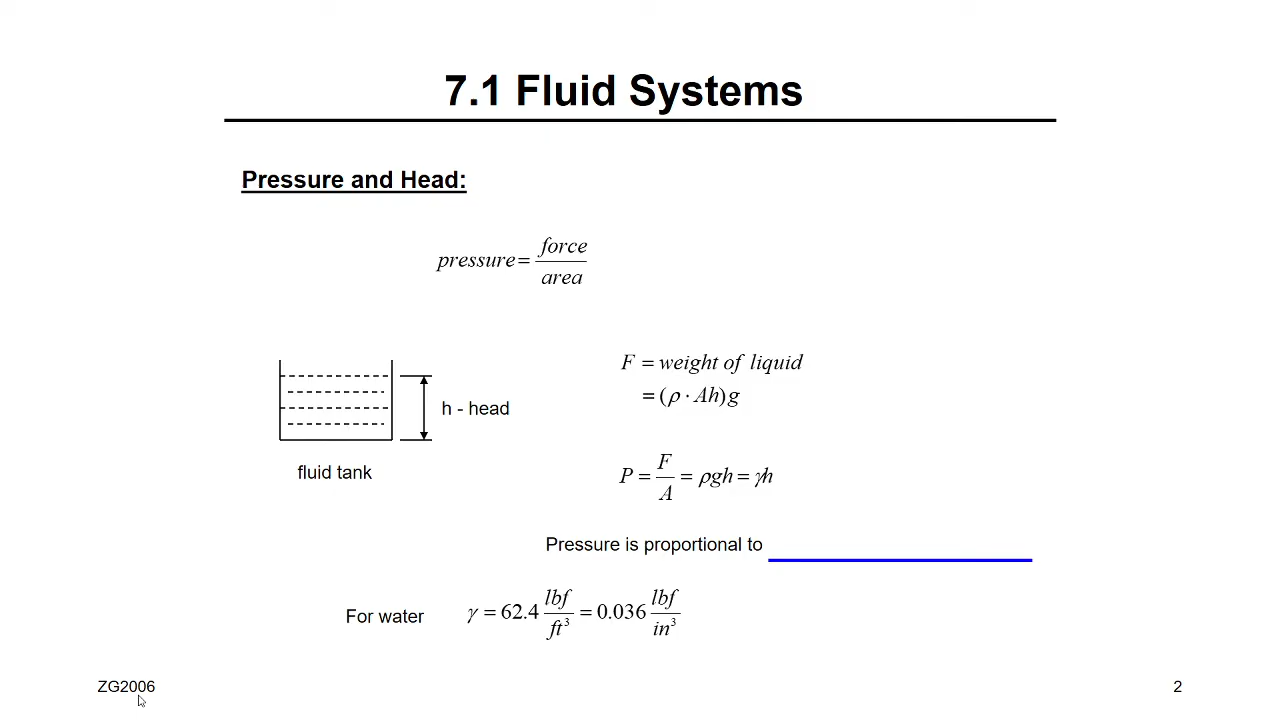 7.1 Fluid Systems
Pressure and Head:
pressure = force / area
F = weight of liquid
= (ρ · Ah)g
h - head
fluid tank
P = F / A = ρgh = γh
Pressure is proportional to
For water γ = 62.4 lbf / ft³ = 0.036 lbf / in³
ZG2006
2